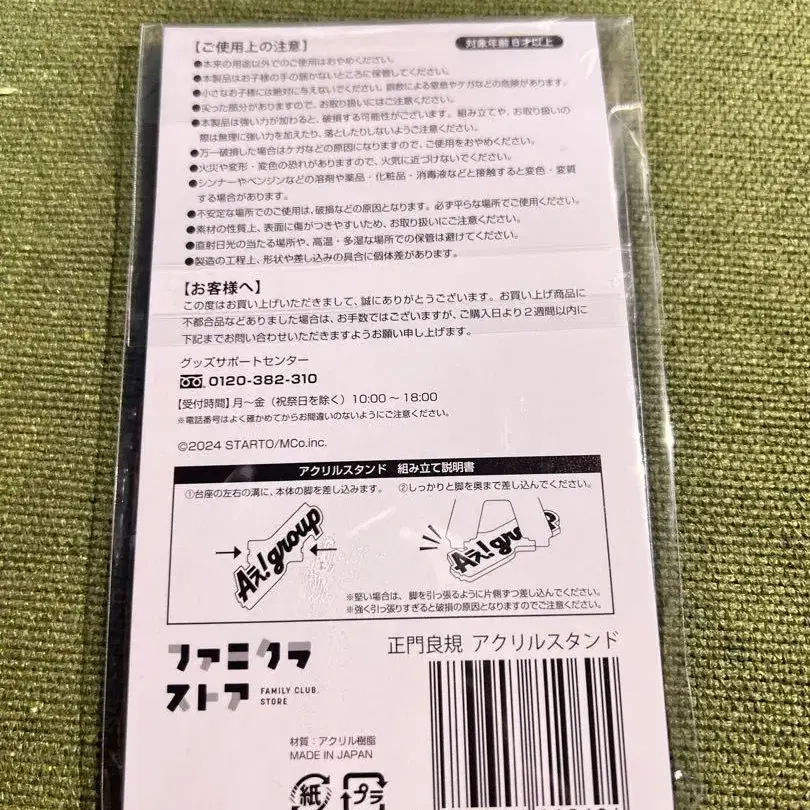 【ご使用上の注意】
対象年齢6才以上
●本来の用途以外でのご使用はおやめください。
●本製品はお子様の手の届かないところに保管してください。
●小さなお子様には絶対に与えないでください。誤飲による窒息やケガなどの危険があります。
●尖った部分がありますので、お取り扱いにはご注意ください。
●本製品は強い力が加わると、破損する可能性がございます。組み立てや、お取り扱いの
際は無理に強い力を加えたり、落としたりしないようご注意ください。
●万一破損した場合はケガなどの原因になりますので、ご使用をおやめください。
●火災や変形・変色の恐れがありますので、火気に近づけないでください。
●シンナーやベンジンなどの溶剤や薬品・化粧品・消毒液などと接触すると変色・変質
する場合があります。
●不安定な場所でのご使用は、破損などの原因となります。必ず平らな場所でご使用ください。
●素材の性質上、表面に傷がつきやすいため、お取り扱いにご注意ください。
●直射日光の当たる場所や、高温・多湿な場所での保管は避けてください。
●製造の工程上、形状や差し込みの具合に個体差があります。
【お客様へ】
この度はお買い上げいただきまして、誠にありがとうございます。お買い上げ商品に
不都合品などありました場合は、お手数ではございますが、ご購入日より2週間以内に
下記までお問い合わせいただきますようお願い申し上げます。
グッズサポートセンター
0120-382-310
【受付時間】月～金（祝祭日を除く）10:00～18:00
※電話番号はよく確かめてからお間違いのないようにご注意ください。
©2024 STARTO/MCo.inc.
アクリルスタンド 組み立て説明書
①台座の左右の溝に、本体の脚を差し込みます。
②しっかりと脚を奥まで差し込んでください。
Aぇ! group
Aぇ! group
※堅い場合は、脚を引っ張るように片側ずつ差し込んでください。
※強く引っ張りすぎると破損の原因となりますのでご注意ください。
ファミクラ
ストア
FAMILY CLUB.
STORE
正門良規 アクリルスタンド
材質：アクリル樹脂
MADE IN JAPAN
紙
プラ